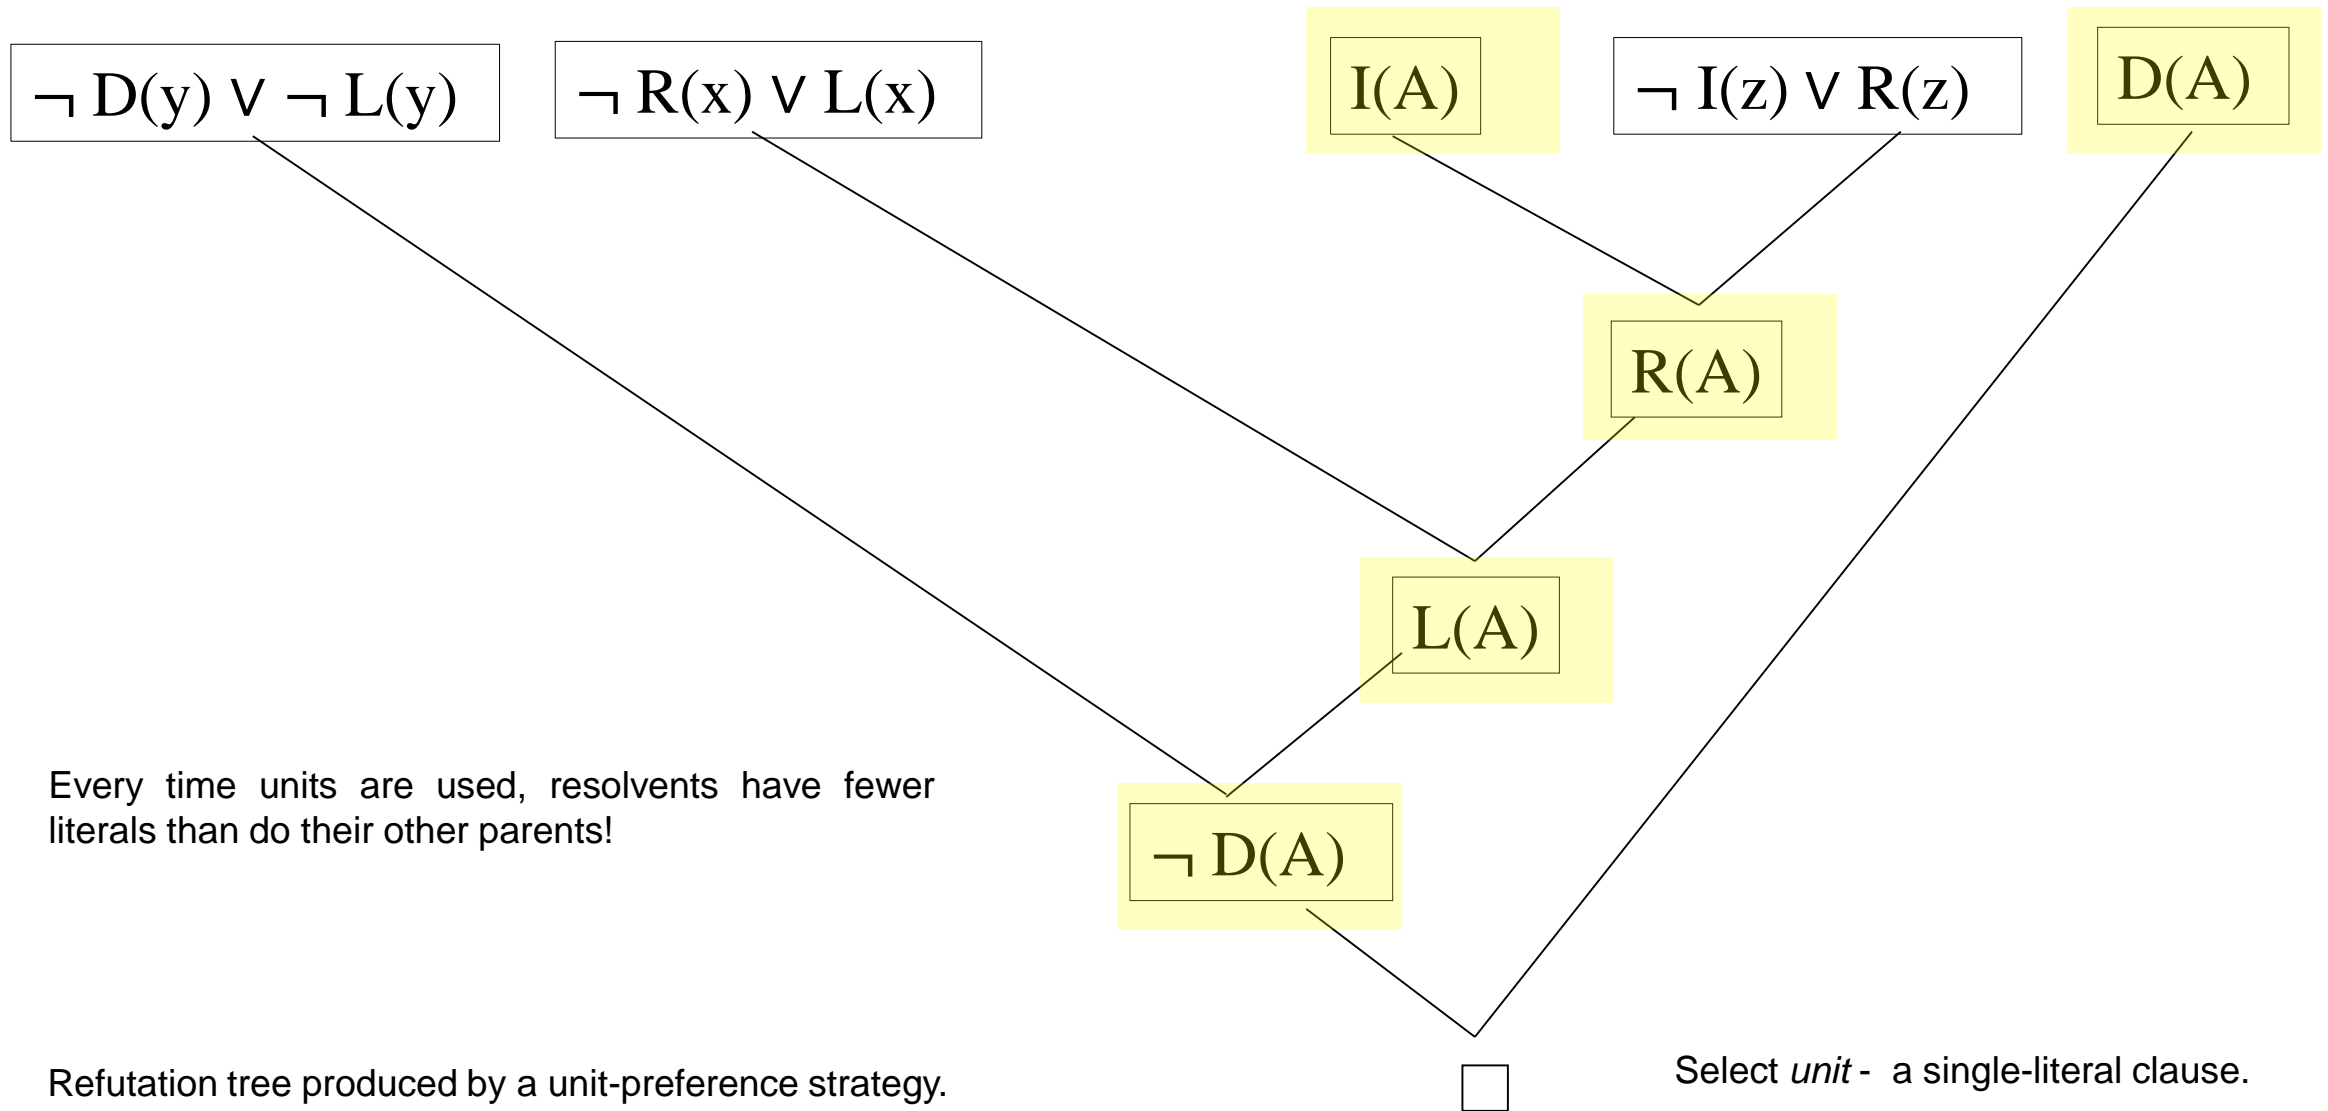 ¬ D(y) ∨ ¬ L(y)
¬ R(x) ∨ L(x)
I(A)
¬ I(z) ∨ R(z)
D(A)
R(A)
L(A)
Every time units are used, resolvents have fewer
literals than do their other parents!
¬ D(A)
Refutation tree produced by a unit-preference strategy.
Select unit - a single-literal clause.